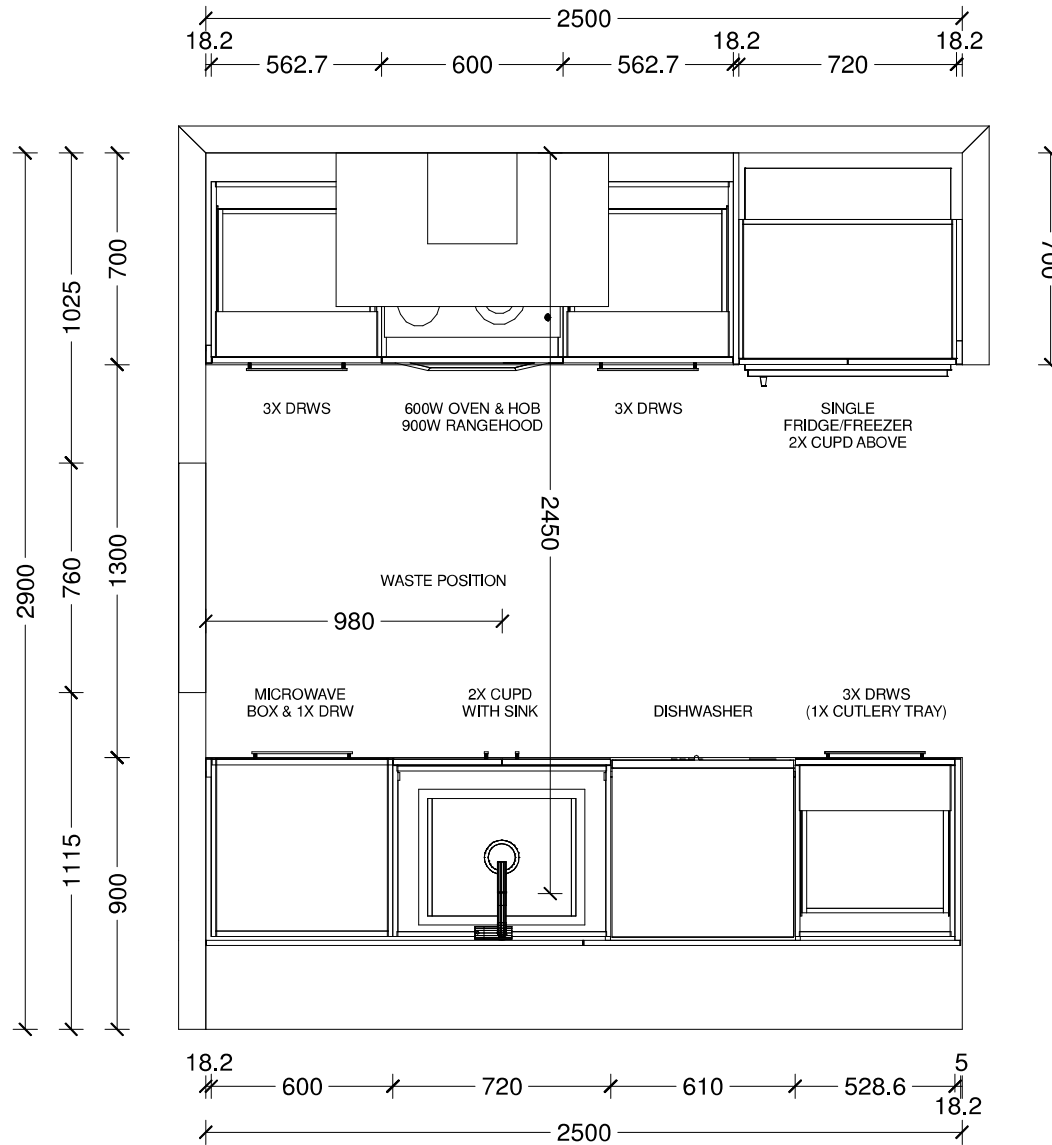 2500
18.2
18.2
18.2
562.7
600
562.7
720
2900
1025
760
1115
700
1300
900
700
3X DRWS
600W OVEN & HOB
900W RANGEHOOD
3X DRWS
SINGLE
FRIDGE/FREEZER
2X CUPD ABOVE
2450
WASTE POSITION
980
MICROWAVE
BOX & 1X DRW
2X CUPD
WITH SINK
DISHWASHER
3X DRWS
(1X CUTLERY TRAY)
18.2
600
720
610
528.6
5
18.2
2500